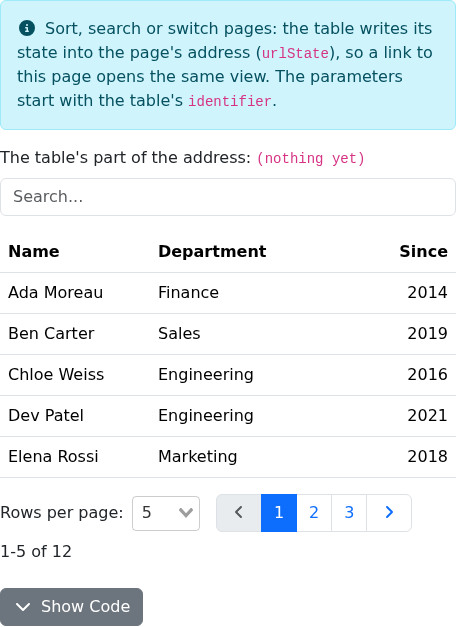 Sort, search or switch pages: the table writes its
state into the page's address (urlState), so a link to
this page opens the same view. The parameters
start with the table's identifier.
The table's part of the address: (nothing yet)
Search...
Name Department Since
Ada Moreau Finance 2014
Ben Carter Sales 2019
Chloe Weiss Engineering 2016
Dev Patel Engineering 2021
Elena Rossi Marketing 2018
Rows per page: 5 1 2 3
1-5 of 12
Show Code